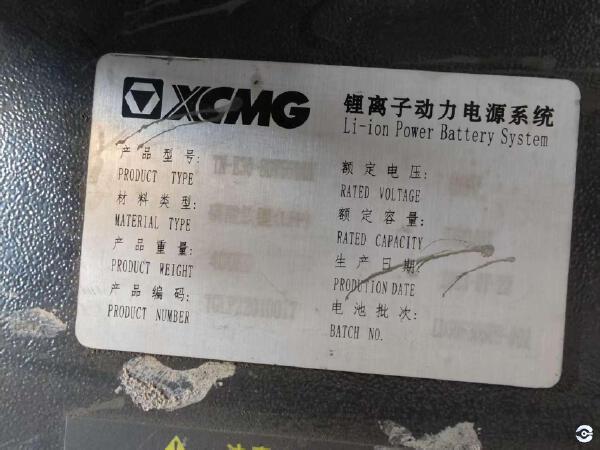 XCMG
锂离子动力电源系统
Li-ion Power Battery System
产品型号:
PRODUCT TYPE
材料类型:
MATERIAL TYPE
产品重量:
PRODUCT WEIGHT
产品编码:
PRODUCT NUMBER
额定电压:
RATED VOLTAGE
额定容量:
RATED CAPACITY
生产日期:
PRODUTION DATE
电池批次:
BATCH NO.